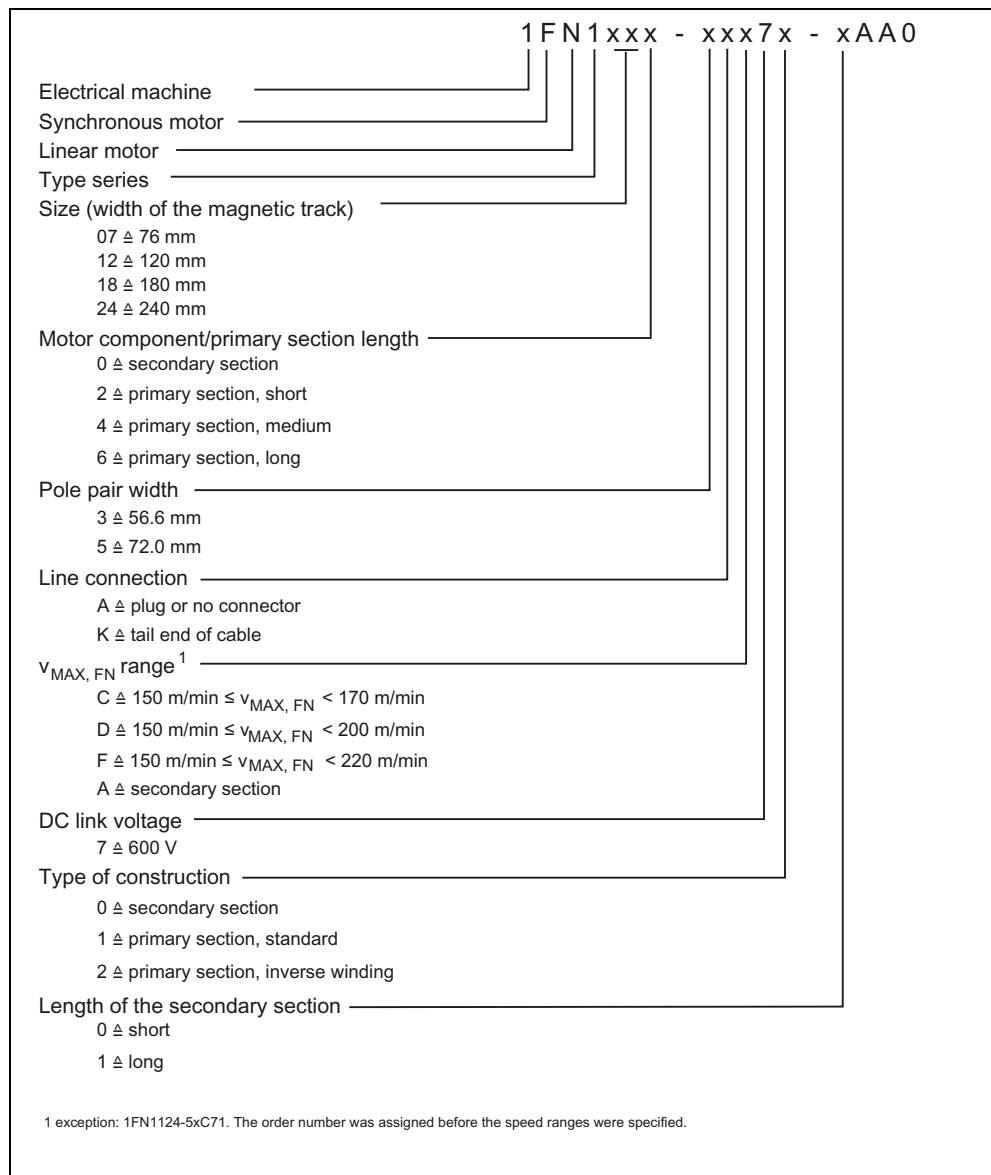 1FN1xxx - xxx7x - xAA0
Electrical machine
Synchronous motor
Linear motor
Type series
Size (width of the magnetic track)
07 ≙ 76 mm
12 ≙ 120 mm
18 ≙ 180 mm
24 ≙ 240 mm
Motor component/primary section length
0 ≙ secondary section
2 ≙ primary section, short
4 ≙ primary section, medium
6 ≙ primary section, long
Pole pair width
3 ≙ 56.6 mm
5 ≙ 72.0 mm
Line connection
A ≙ plug or no connector
K ≙ tail end of cable
vMAX, FN range 1
C ≙ 150 m/min ≤ vMAX, FN < 170 m/min
D ≙ 150 m/min ≤ vMAX, FN < 200 m/min
F ≙ 150 m/min ≤ vMAX, FN < 220 m/min
A ≙ secondary section
DC link voltage
7 ≙ 600 V
Type of construction
0 ≙ secondary section
1 ≙ primary section, standard
2 ≙ primary section, inverse winding
Length of the secondary section
0 ≙ short
1 ≙ long
1 exception: 1FN1124-5xC71. The order number was assigned before the speed ranges were specified.